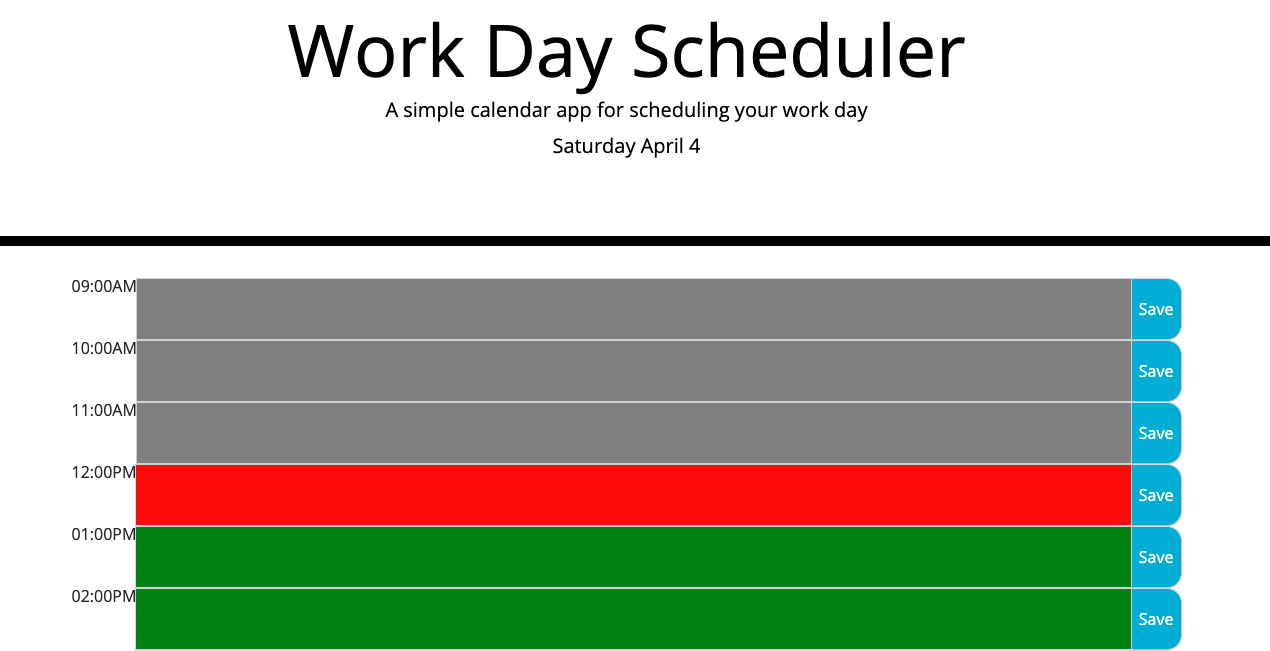 Work Day Scheduler
A simple calendar app for scheduling your work day
Saturday April 4
09:00AM Save
10:00AM Save
11:00AM Save
12:00PM Save
01:00PM Save
02:00PM Save